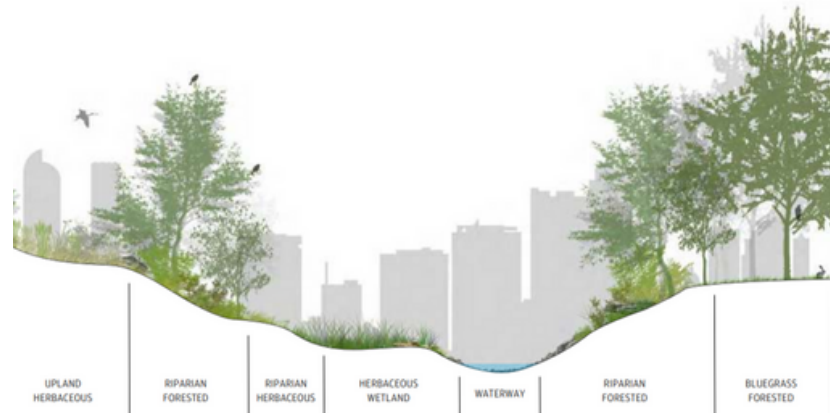 UPLAND
HERBACEOUS
RIPARIAN
FORESTED
RIPARIAN
HERBACEOUS
HERBACEOUS
WETLAND
WATERWAY
RIPARIAN
FORESTED
BLUEGRASS
FORESTED